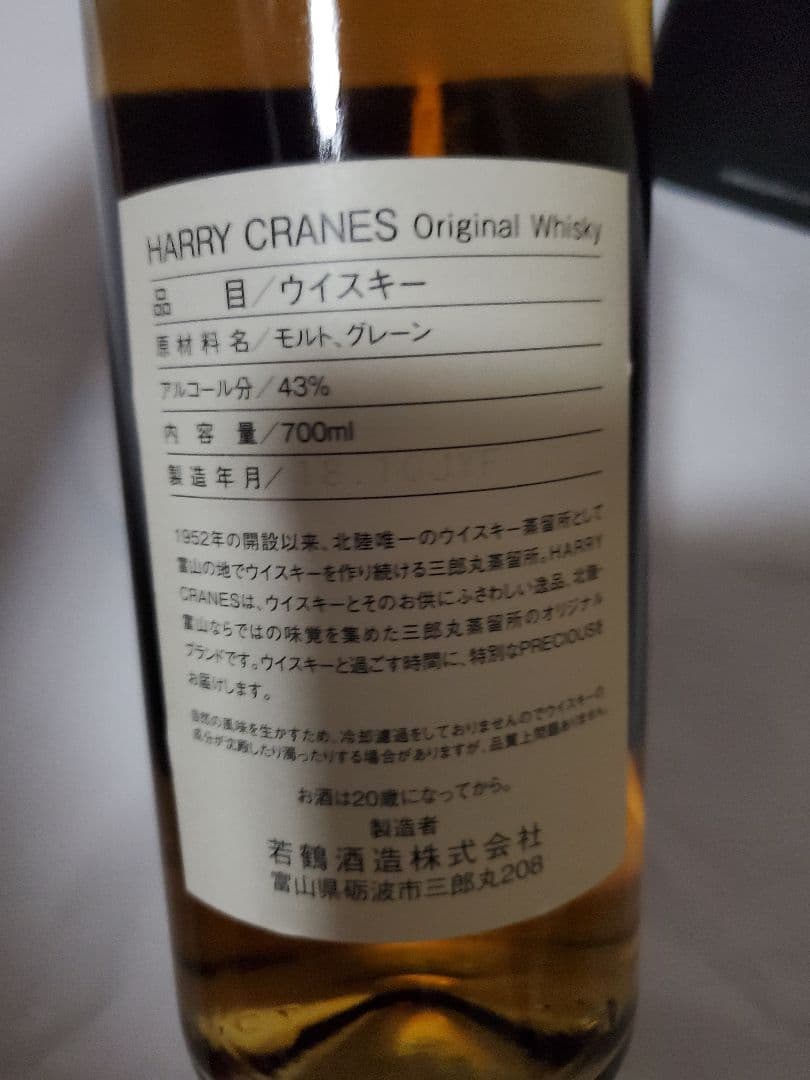 HARRY CRANES Original Whisky
品 目/ウイスキー
原材料名/モルト、グレーン
アルコール分/43%
内 容 量/700ml
製造年月/
1952年の開設以来、北陸唯一のウイスキー蒸留所として
富山の地でウイスキーを作り続ける三郎丸蒸留所。HARRY
CRANESは、ウイスキーとそのお供にふさわしい逸品、北陸・
富山ならではの味覚を集めた三郎丸蒸留所のオリジナル
ブランドです。ウイスキーと過ごす時間に、特別なPRECIOUSを
お届けします。
自然の風味を生かすため、冷却濾過をしておりませんのでウイスキーの
成分が沈殿したり濁ったりする場合がありますが、品質上問題ありません。
お酒は20歳になってから。
製造者
若鶴酒造株式会社
富山県砺波市三郎丸208